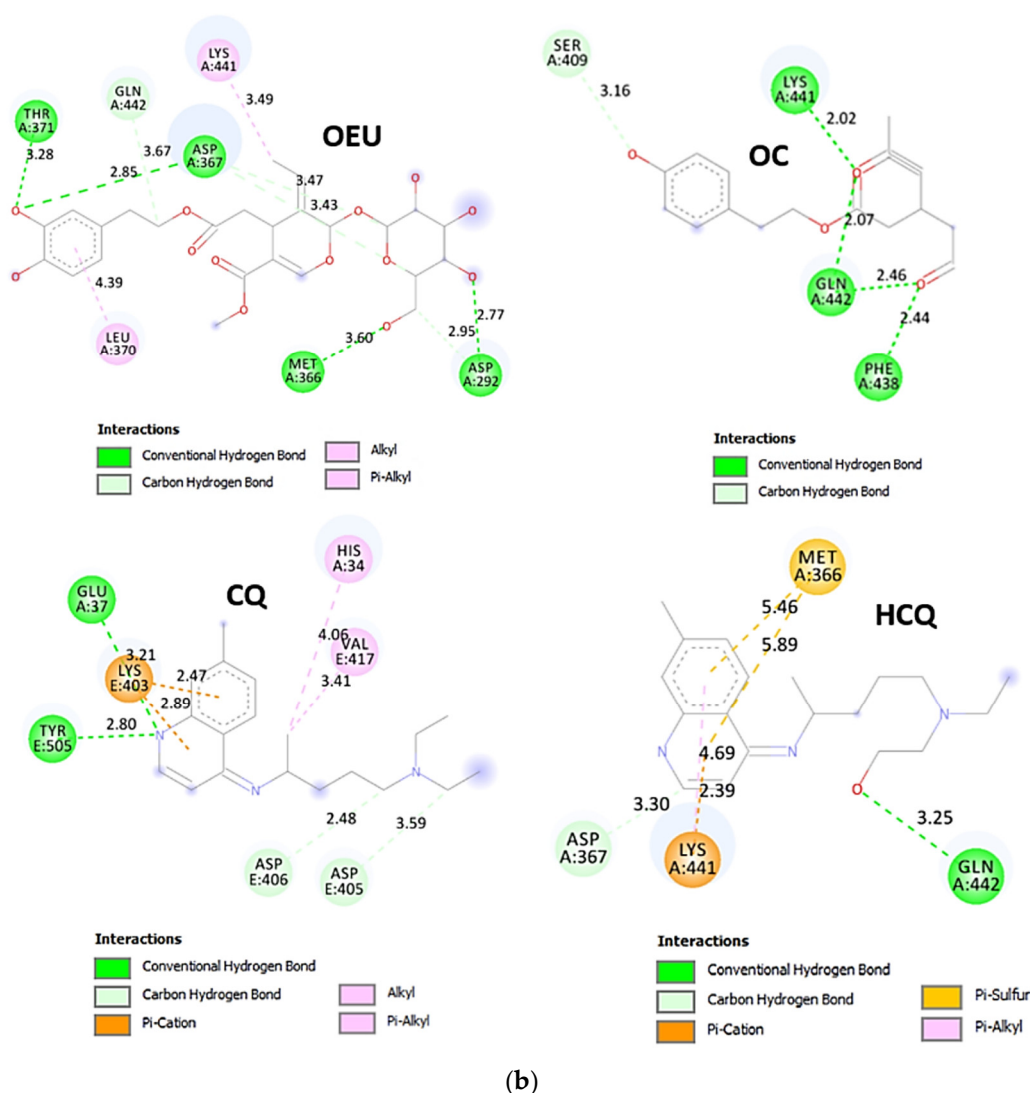 LYS
A:441
3.49
GLN
A:442
THR
A:371
3.28
3.67
2.85
ASP
A:367
OEU
3.47
3.43
O
O
O
O
O
O
O
O
O
O
O
O
O
4.39
LEU
A:370
3.60
MET
A:366
2.77
2.95
ASP
A:292
Interactions
Conventional Hydrogen Bond
Carbon Hydrogen Bond
Alkyl
Pi-Alkyl
SER
A:409
3.16
LYS
A:441
2.02
OC
O
O
O
O
2.07
GLN
A:442
2.46
2.44
PHE
A:438
Interactions
Conventional Hydrogen Bond
Carbon Hydrogen Bond
HIS
A:34
GLU
A:37
CQ
4.06
VAL
E:417
3.41
3.21
LYS
E:403
2.47
2.89
TYR
E:505
2.80
N
N
N
2.48
3.59
ASP
E:406
ASP
E:405
Interactions
Conventional Hydrogen Bond
Carbon Hydrogen Bond
Pi-Cation
Alkyl
Pi-Alkyl
MET
A:366
5.46
5.89
HCQ
N
N
N
O
4.69
2.39
3.30
3.25
ASP
A:367
LYS
A:441
GLN
A:442
Interactions
Conventional Hydrogen Bond
Carbon Hydrogen Bond
Pi-Cation
Pi-Sulfur
Pi-Alkyl
(b)